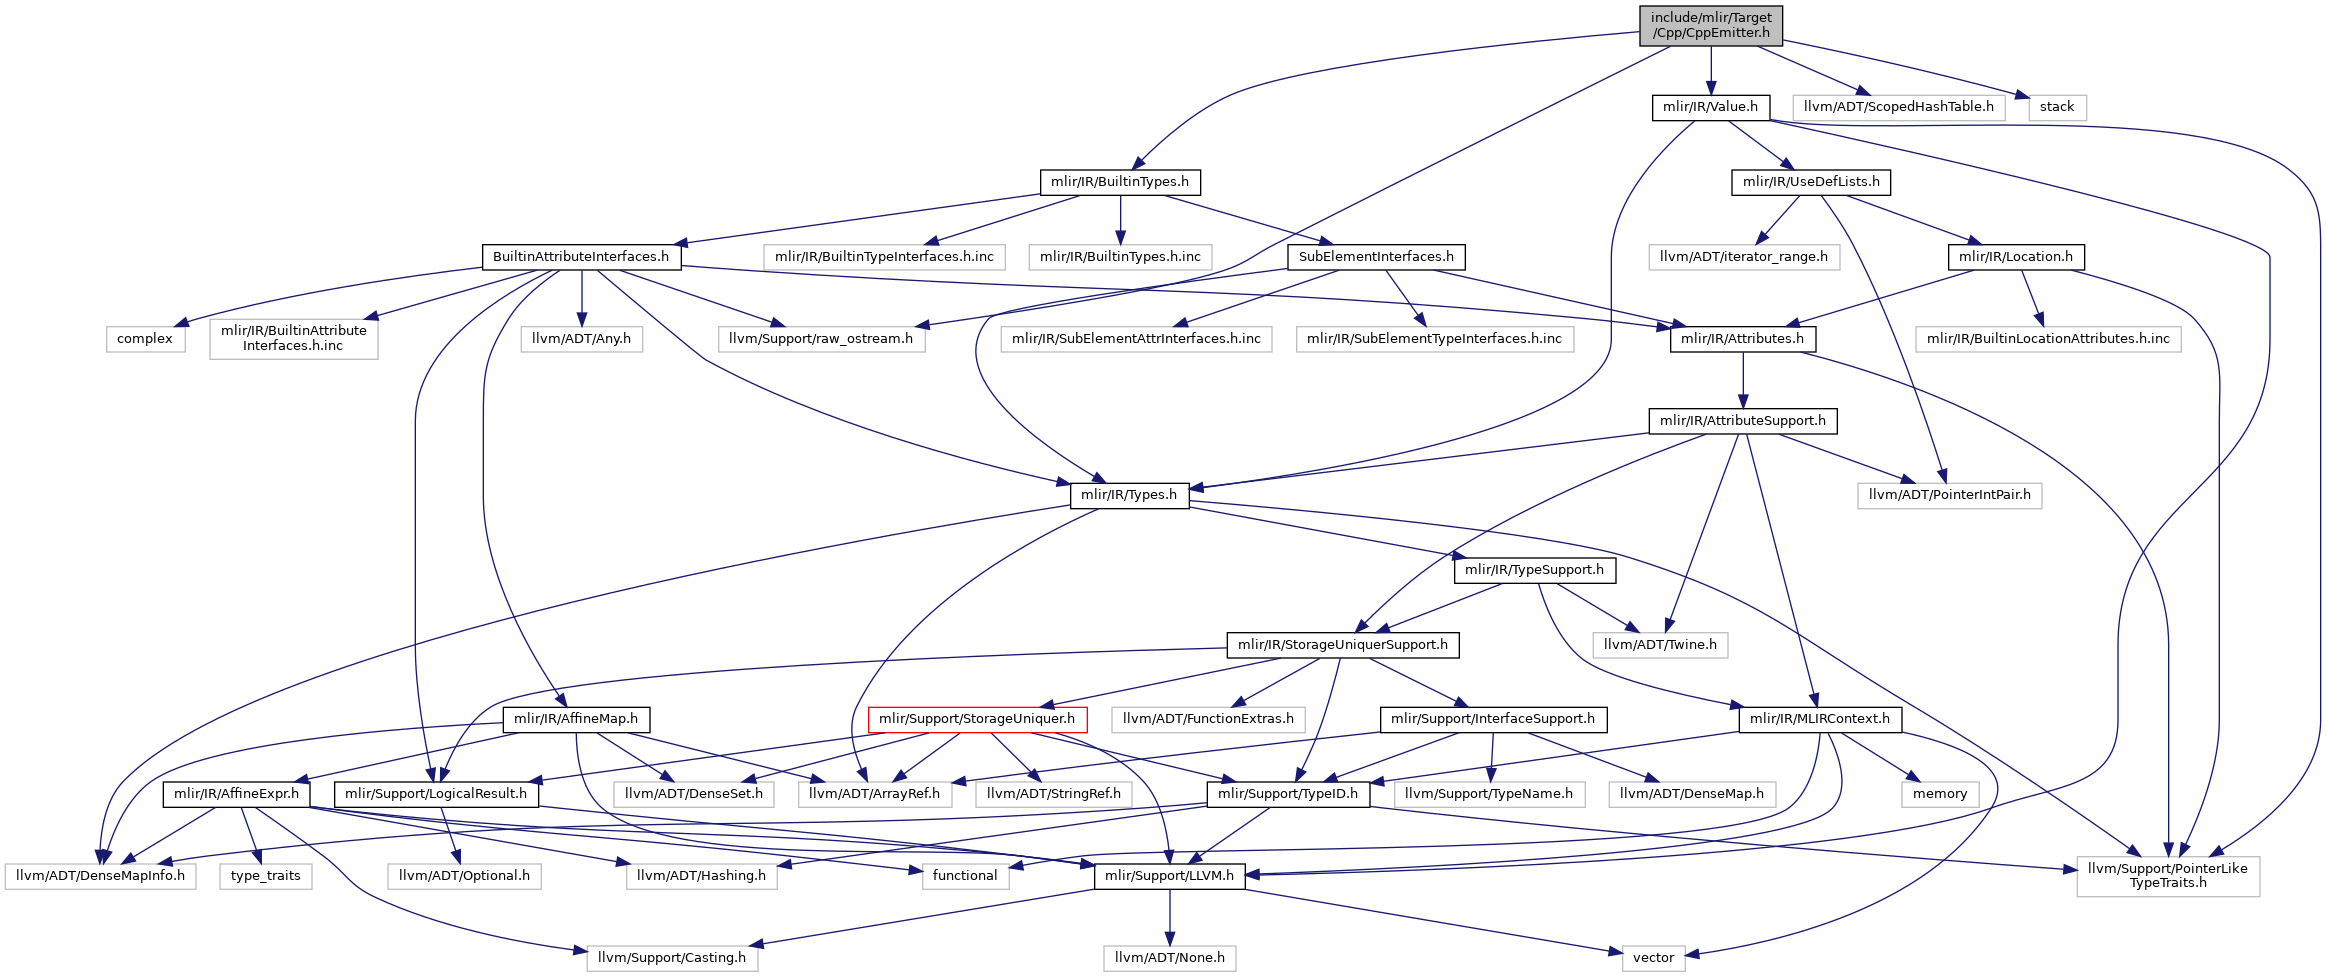 include/mlir/Target
/Cpp/CppEmitter.h
mlir/IR/Value.h
llvm/ADT/ScopedHashTable.h
stack
mlir/IR/BuiltinTypes.h
mlir/IR/UseDefLists.h
BuiltinAttributeInterfaces.h
mlir/IR/BuiltinTypeInterfaces.h.inc
mlir/IR/BuiltinTypes.h.inc
SubElementInterfaces.h
llvm/ADT/iterator_range.h
mlir/IR/Location.h
complex
mlir/IR/BuiltinAttribute
Interfaces.h.inc
llvm/ADT/Any.h
llvm/Support/raw_ostream.h
mlir/IR/SubElementAttrInterfaces.h.inc
mlir/IR/SubElementTypeInterfaces.h.inc
mlir/IR/Attributes.h
mlir/IR/BuiltinLocationAttributes.h.inc
mlir/IR/AttributeSupport.h
mlir/IR/Types.h
llvm/ADT/PointerIntPair.h
mlir/IR/TypeSupport.h
mlir/IR/StorageUniquerSupport.h
llvm/ADT/Twine.h
mlir/IR/AffineMap.h
mlir/Support/StorageUniquer.h
llvm/ADT/FunctionExtras.h
mlir/Support/InterfaceSupport.h
mlir/IR/MLIRContext.h
mlir/IR/AffineExpr.h
mlir/Support/LogicalResult.h
llvm/ADT/DenseSet.h
llvm/ADT/ArrayRef.h
llvm/ADT/StringRef.h
mlir/Support/TypeID.h
llvm/Support/TypeName.h
llvm/ADT/DenseMap.h
memory
llvm/ADT/DenseMapInfo.h
type_traits
llvm/ADT/Optional.h
llvm/ADT/Hashing.h
functional
mlir/Support/LLVM.h
llvm/Support/PointerLike
TypeTraits.h
llvm/Support/Casting.h
llvm/ADT/None.h
vector